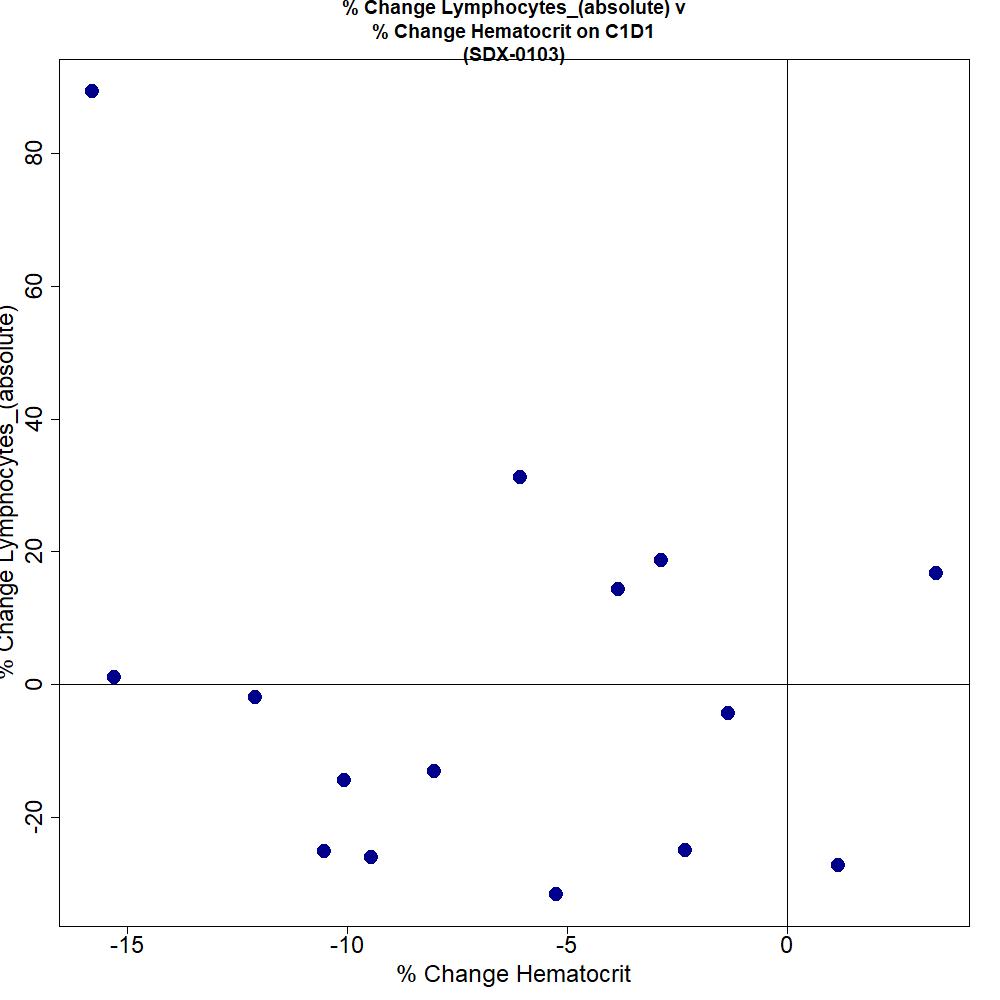 % Change Lymphocytes_(absolute) v
% Change Hematocrit on C1D1
(SDX-0103)
% Change Lymphocytes_(absolute)
80
60
40
20
0
-20
-15
-10
-5
0
% Change Hematocrit